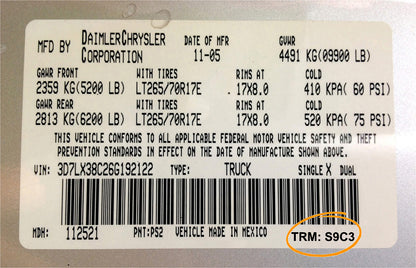 MFD BY DAIMLERCHRYSLER CORPORATION DATE OF MFR 11-05 GVWR 4491 KG(09900 LB)
GAWR FRONT WITH TIRES RIMS AT COLD
2359 KG(5200 LB) LT265/70R17E . 17X8.0 410 KPA( 60 PSI)
GAWR REAR WITH TIRES RIMS AT COLD
2813 KG(6200 LB) LT265/70R17E . 17X8.0 520 KPA( 75 PSI)
THIS VEHICLE CONFORMS TO ALL APPLICABLE FEDERAL MOTOR VEHICLE SAFETY AND THEFT
PREVENTION STANDARDS IN EFFECT ON THE DATE OF MANUFACTURE SHOWN ABOVE.
VIN: 3D7LX38C26G192122 TYPE: TRUCK SINGLE X DUAL
MDH: 112521 PNT:PS2 VEHICLE MADE IN MEXICO TRM: S9C3